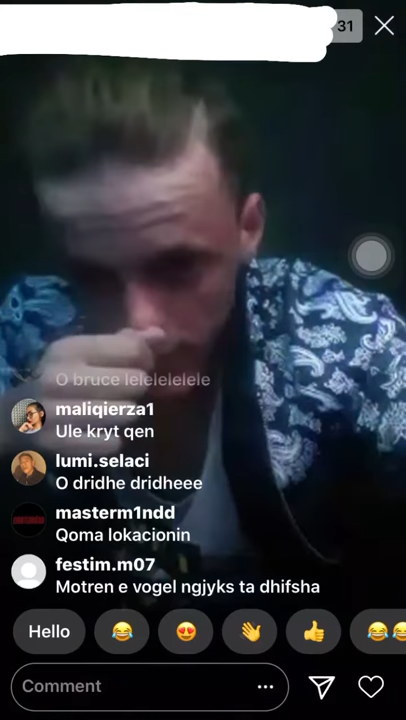 31
O bruce lelelelelele
maliqierza1
Ule kryt qen
lumi.selaci
O dridhe dridheee
masterm1ndd
Qoma lokacionin
festim.m07
Motren e vogel ngjyks ta dhifsha
Hello
Comment